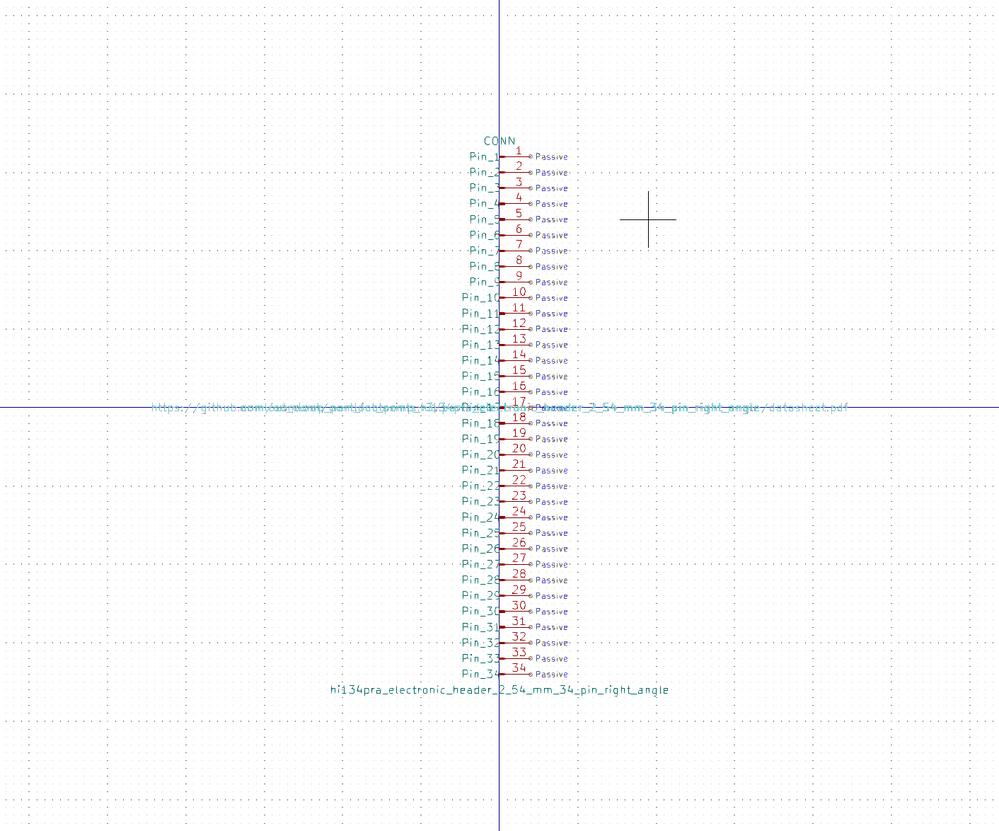 CONN
Pin_1 1 Passive
Pin_2 2 Passive
Pin_3 3 Passive
Pin_4 4 Passive
Pin_5 5 Passive
Pin_6 6 Passive
Pin_7 7 Passive
Pin_8 8 Passive
Pin_9 9 Passive
Pin_10 10 Passive
Pin_11 11 Passive
Pin_12 12 Passive
Pin_13 13 Passive
Pin_14 14 Passive
Pin_15 15 Passive
Pin_16 16 Passive
https://github 17 header_2_54_mm_34_pin_right_angle/datasheet.pdf
Pin_18 18 Passive
Pin_19 19 Passive
Pin_20 20 Passive
Pin_21 21 Passive
Pin_22 22 Passive
Pin_23 23 Passive
Pin_24 24 Passive
Pin_25 25 Passive
Pin_26 26 Passive
Pin_27 27 Passive
Pin_28 28 Passive
Pin_29 29 Passive
Pin_30 30 Passive
Pin_31 31 Passive
Pin_32 32 Passive
Pin_33 33 Passive
Pin_34 34 Passive
hi134pra_electronic_header_2_54_mm_34_pin_right_angle